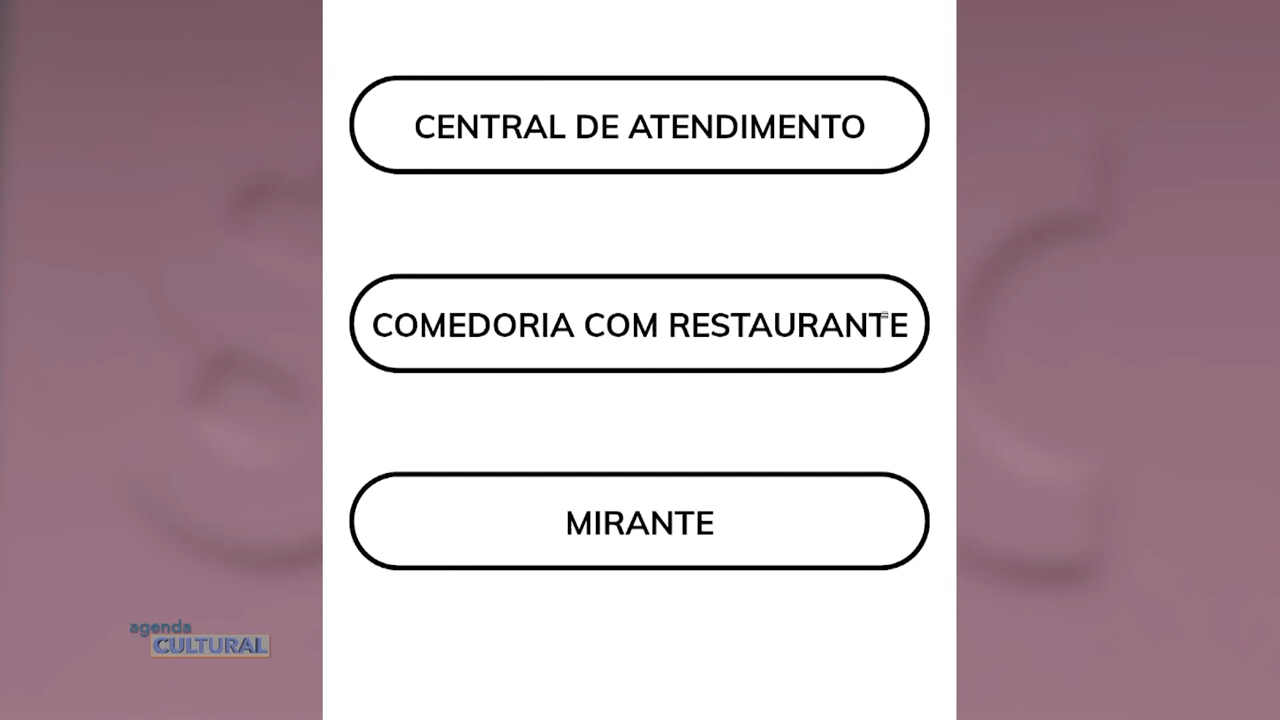 CENTRAL DE ATENDIMENTO
COMEDORIA COM RESTAURANTE
MIRANTE
agenda
CULTURAL